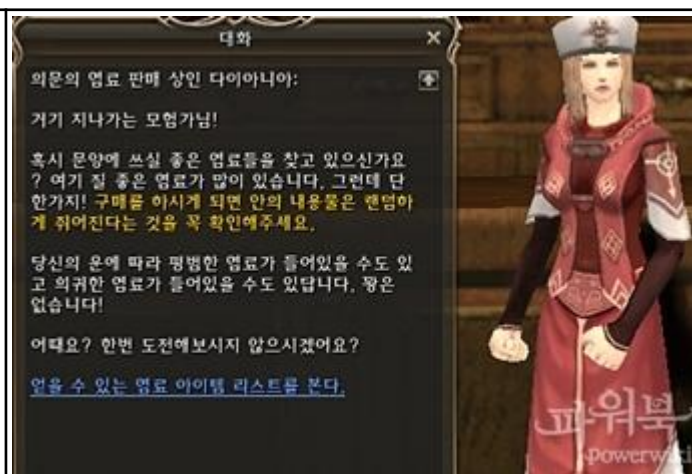 대화
의문의 염료 판매 상인 다이아니아:
거기 지나가는 모험가님!
혹시 문양에 쓰실 좋은 염료들을 찾고 있으신가요
? 여기 질 좋은 염료가 많이 있습니다. 그런데 단
한가지! 구매를 하시게 되면 안의 내용물은 랜덤하
게 쥐어진다는 것을 꼭 확인해주세요.
당신의 운에 따라 평범한 염료가 들어있을 수도 있
고 희귀한 염료가 들어있을 수도 있답니다. 꽝은
없습니다!
어때요? 한번 도전해보시지 않으시겠어요?
얻을 수 있는 염료 아이템 리스트를 본다.
파워북
powerwi